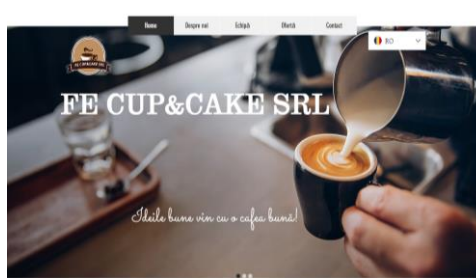 Home Despre noi Echipă Ofertă Contact
RO
FE CUP&CAKE SRL
FE CUP&CAKE SRL
Ideile bune vin cu o cafea bună!